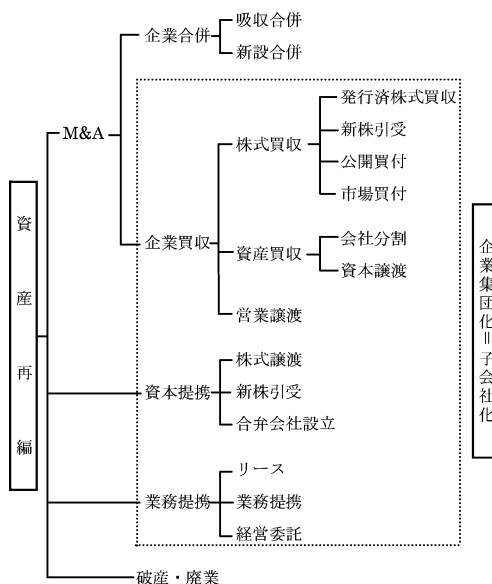 資産再編
M&A
企業合併
吸収合併
新設合併
企業買収
株式買収
発行済株式買収
新株引受
公開買付
市場買付
資産買収
会社分割
資本譲渡
営業譲渡
資本提携
株式譲渡
新株引受
合弁会社設立
業務提携
リース
業務提携
経営委託
破産・廃業
企業集団化=子会社化